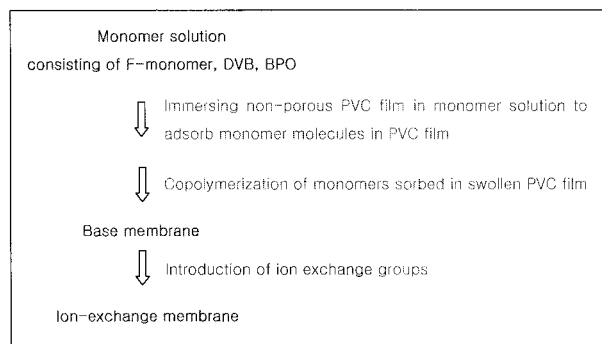 Monomer solution
consisting of F-monomer, DVB, BPO
Immersing non-porous PVC film in monomer solution to
adsorb monomer molecules in PVC film
Copolymerization of monomers sorbed in swollen PVC film
Base membrane
Introduction of ion exchange groups
Ion-exchange membrane